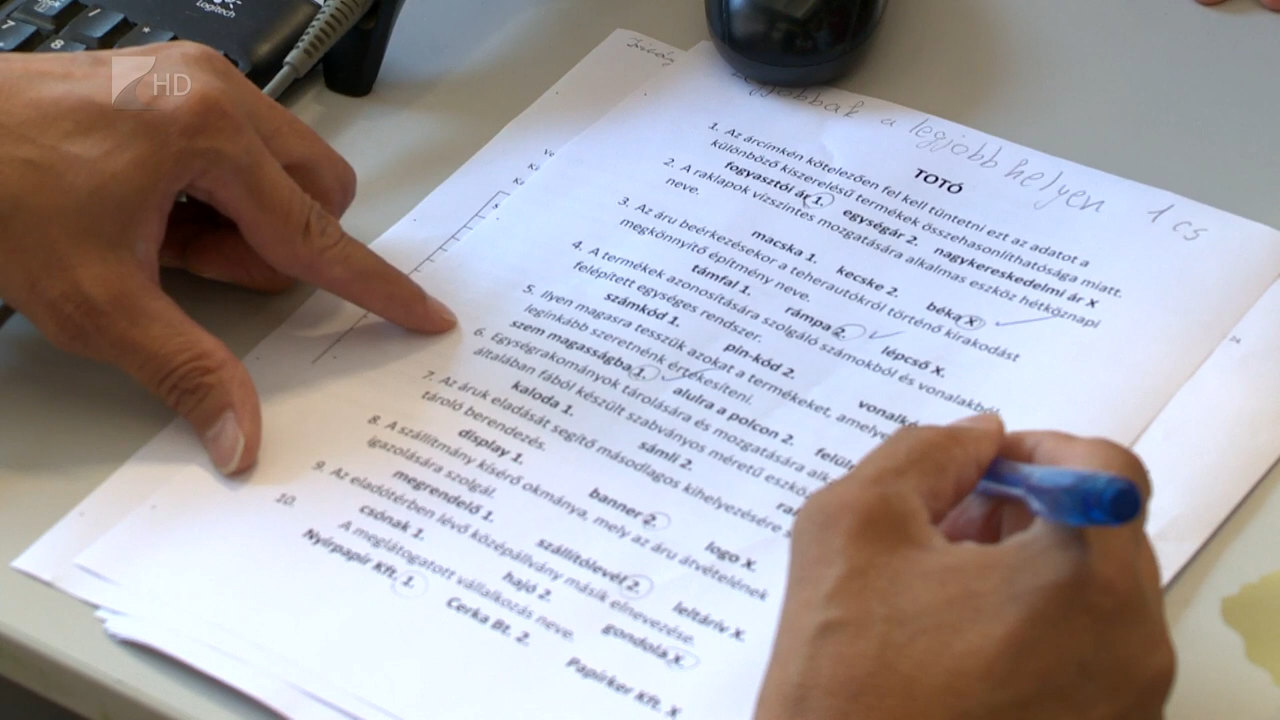 Logitech
7
8
HD
legjobbak a legjobb helyen 1 cs
TOTÓ
1. Az árcímkén kötelezően fel kell tüntetni ezt az adatot a
különböző kiszerelésű termékek összehasonlíthatósága miatt.
fogyasztói ár 1. egységár 2. nagykereskedelmi ár X
2. A raklapok vízszintes mozgatására alkalmas eszköz hétköznapi
neve.
macska 1. kecske 2. béka X
3. Az áru beérkezésekor a teherautókról történő kirakodást
megkönnyítő építmény neve.
támfal 1. rámpa 2. lépcső X.
4. A termékek azonosítására szolgáló számokból és vonalakból
felépített egységes rendszer.
számkód 1. pin-kód 2.
5. Ilyen magasra tesszük azokat a termékeket,
leginkább szeretnénk értékesíteni.
szem magasságba 1. alulra a polcon 2.
6. Egységrakományok tárolására és mozgatására
általában fából készült szabványos méretű
kaloda 1. sámli 2.
7. Az áruk eladását segítő másodlagos kihelyezésére
tároló berendezés.
display 1. banner 2. logo X.
8. A szállítmány kísérő okmánya, mely az áru átvételének
igazolására szolgál.
megrendelő 1. szállítólevél 2. leltárív X.
9. Az eladótérben lévő középállvány másik elnevezése.
csónak 1. hajó 2. gondola X.
10. A meglátogatott vállalkozás neve.
Nyírpapír Kft. 1. Cerka Bt. 2. Papírker Kft. X